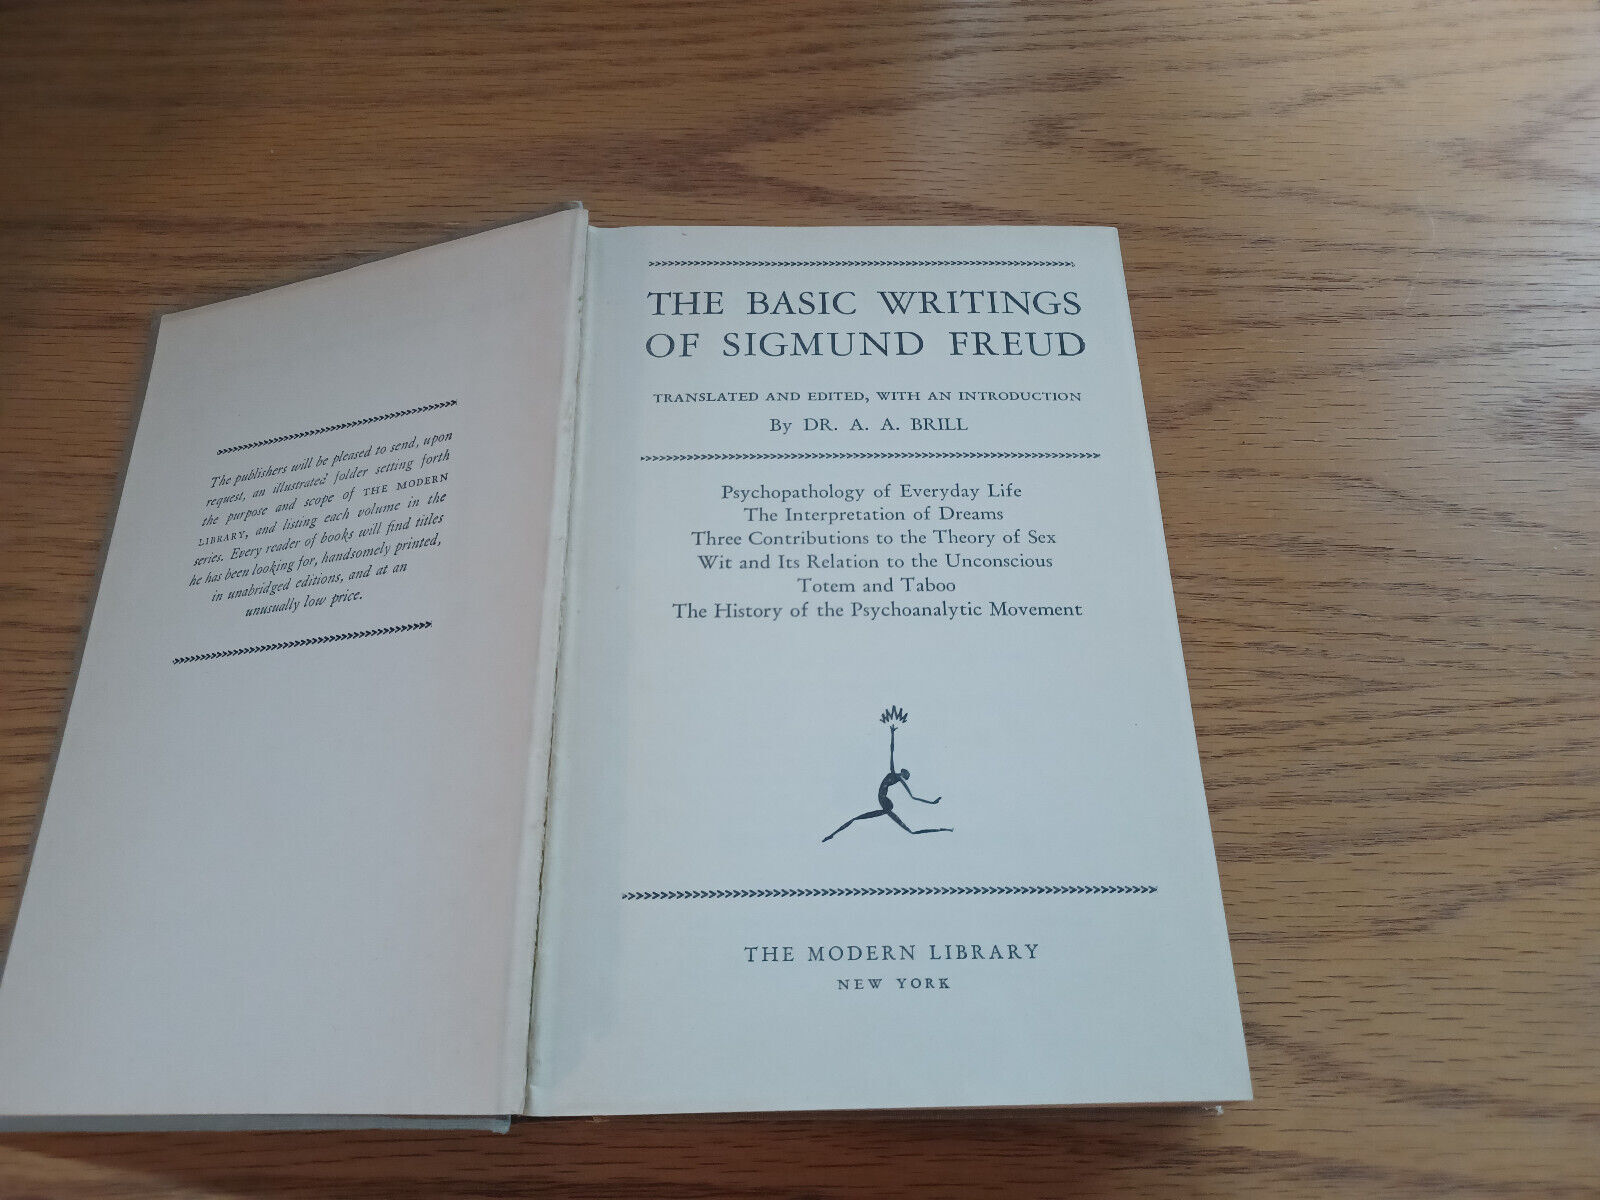 The publishers will be pleased to send, upon
request, an illustrated folder setting forth
the purpose and scope of THE MODERN
LIBRARY, and listing each volume in the
series. Every reader of books will find titles
he has been looking for, handsomely printed,
in unabridged editions, and at an
unusually low price.
THE BASIC WRITINGS
OF SIGMUND FREUD
TRANSLATED AND EDITED, WITH AN INTRODUCTION
By DR. A. A. BRILL
Psychopathology of Everyday Life
The Interpretation of Dreams
Three Contributions to the Theory of Sex
Wit and Its Relation to the Unconscious
Totem and Taboo
The History of the Psychoanalytic Movement
THE MODERN LIBRARY
NEW YORK